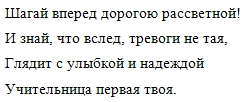 Шагай вперед дорогою рассветной!
И знай, что вслед, тревоги не тая,
Глядит с улыбкой и надеждой
Учительница первая твоя.